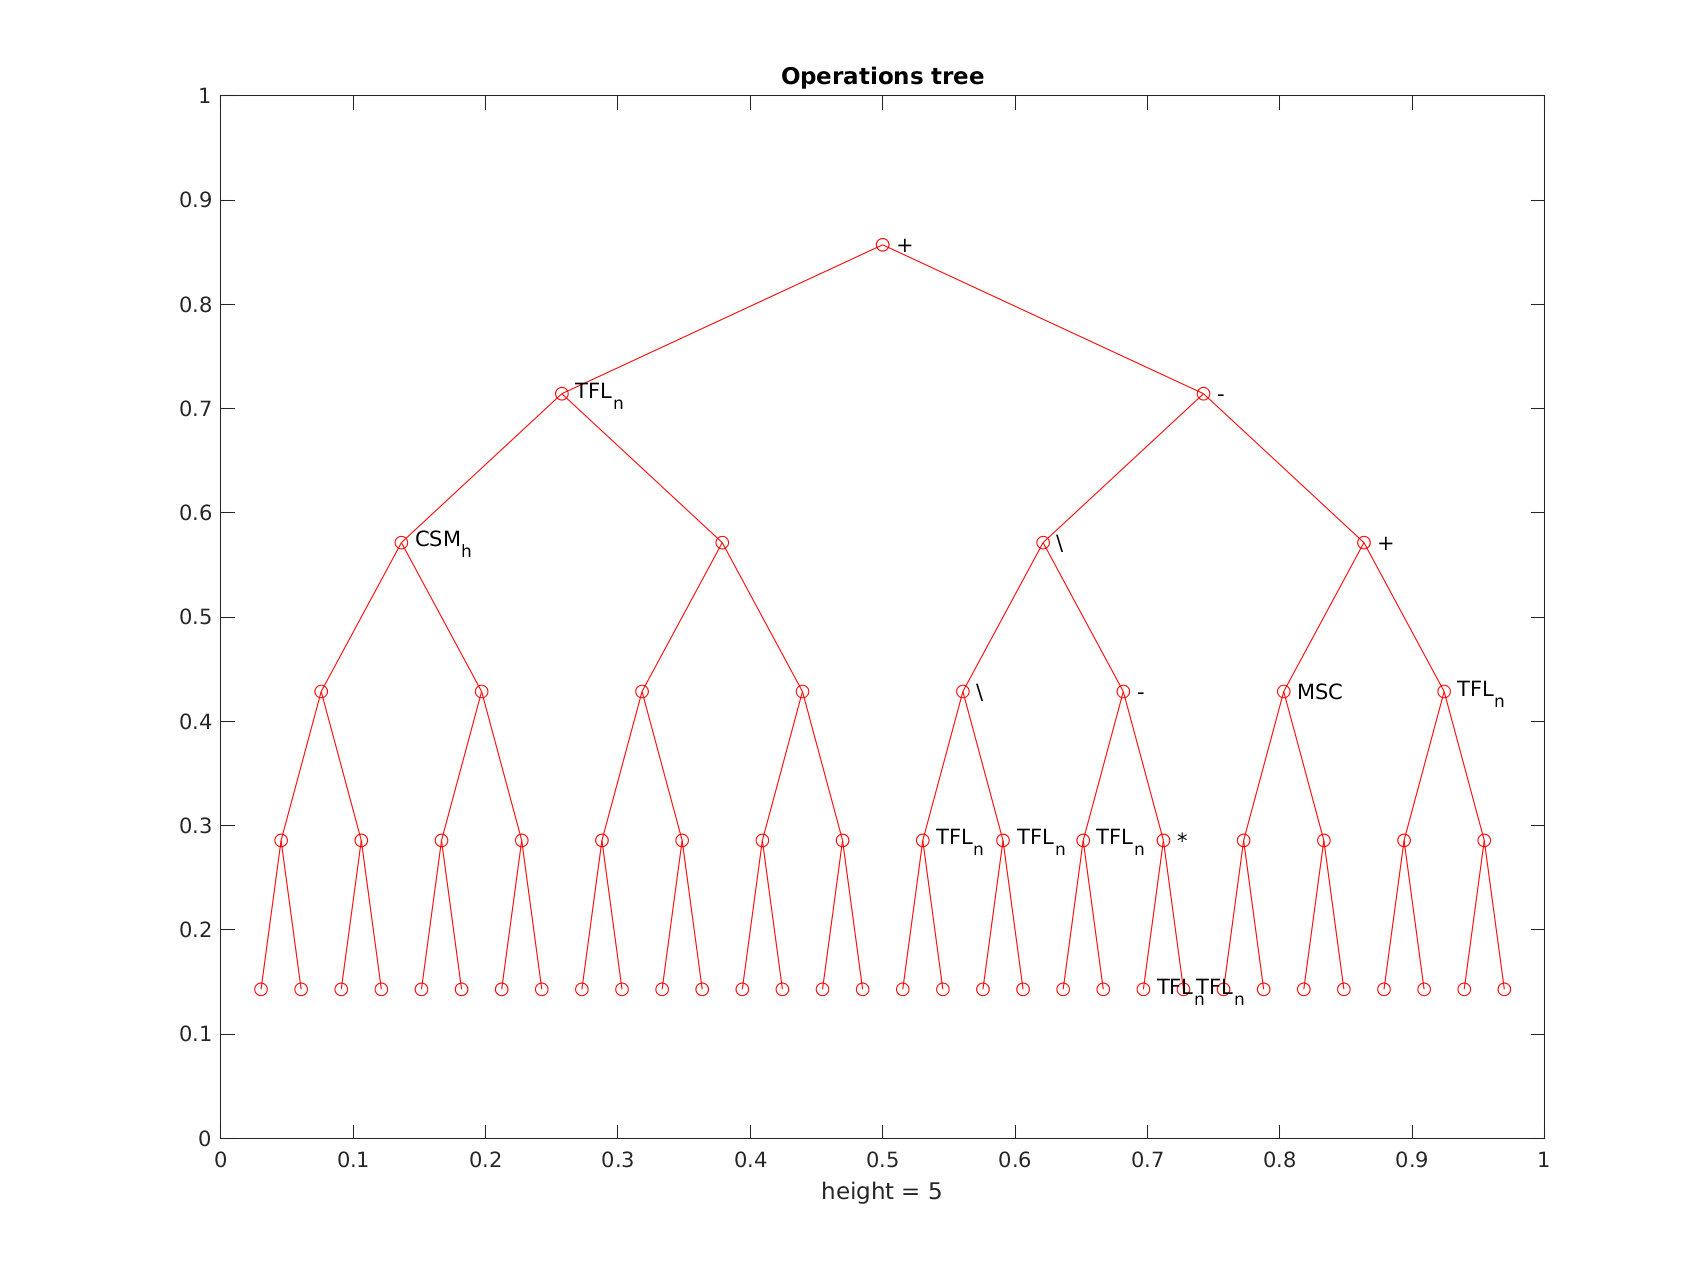 Operations tree
1
0.9
+
0.8
TFLn -
0.7
0.6
CSMh \ +
0.5
\ - MSC TFLn
0.4
0.3
TFLn TFLn TFLn *
0.2
TFLn TFLn
0.1
0
0 0.1 0.2 0.3 0.4 0.5 0.6 0.7 0.8 0.9 1
height = 5